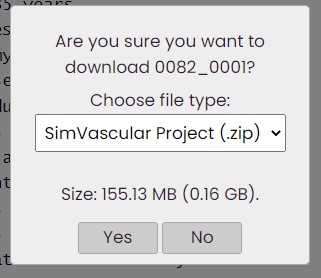 Are you sure you want to
download 0082_0001?
Choose file type:
SimVascular Project (.zip)
Size: 155.13 MB (0.16 GB).
Yes No